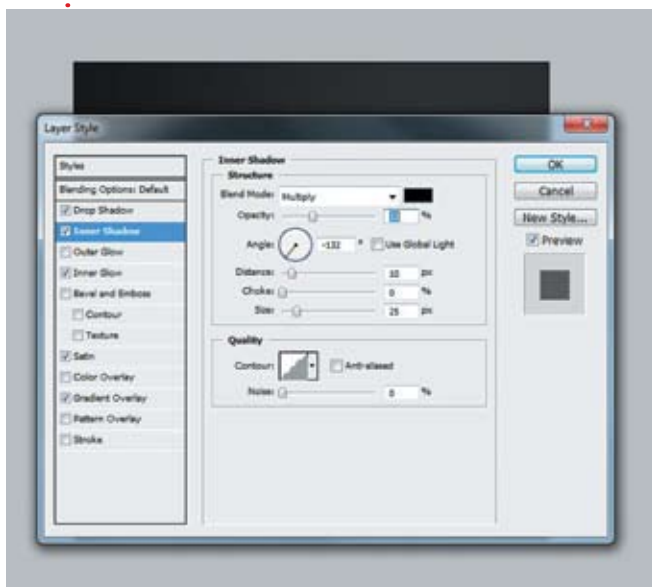 Layer Style
Styles
Blending Options: Default
Drop Shadow
Inner Shadow
Outer Glow
Inner Glow
Bevel and Emboss
Contour
Texture
Satin
Color Overlay
Gradient Overlay
Pattern Overlay
Stroke
Inner Shadow
Structure
Blend Mode: Multiply
Opacity: %
Angle: -132 ° Use Global Light
Distance: 10 px
Choke: 0 %
Size: 25 px
Quality
Contour: Anti-aliased
Noise: 0 %
OK
Cancel
New Style...
Preview